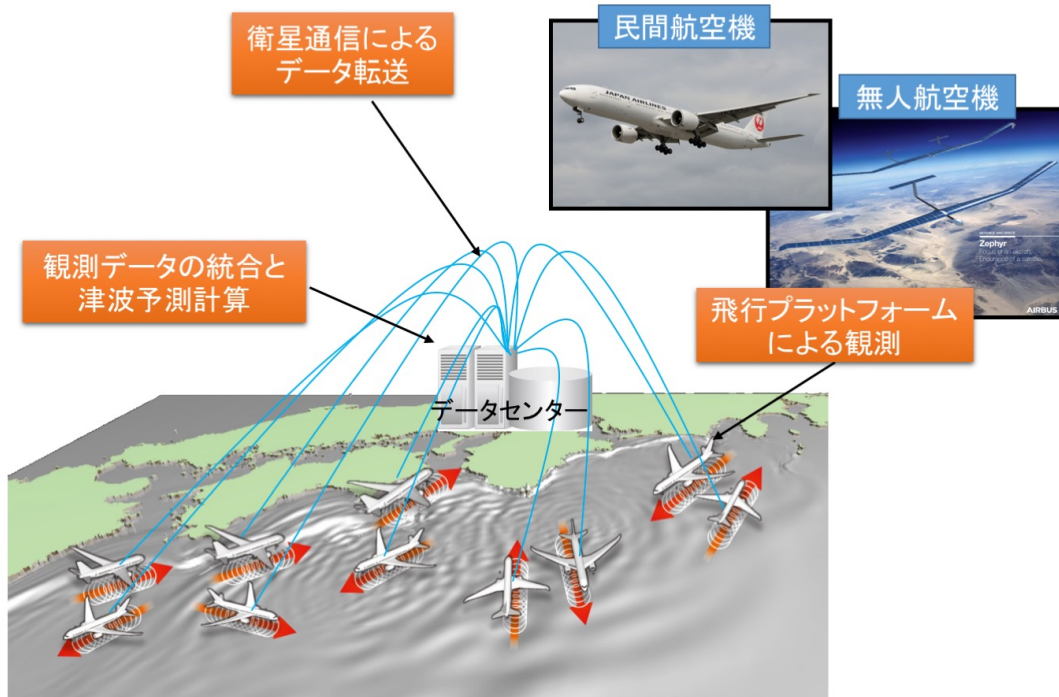 衛星通信による
データ転送
民間航空機
JAPAN AIRLINES
無人航空機
Zephyr
AIRBUS
観測データの統合と
津波予測計算
飛行プラットフォーム
による観測
データセンター